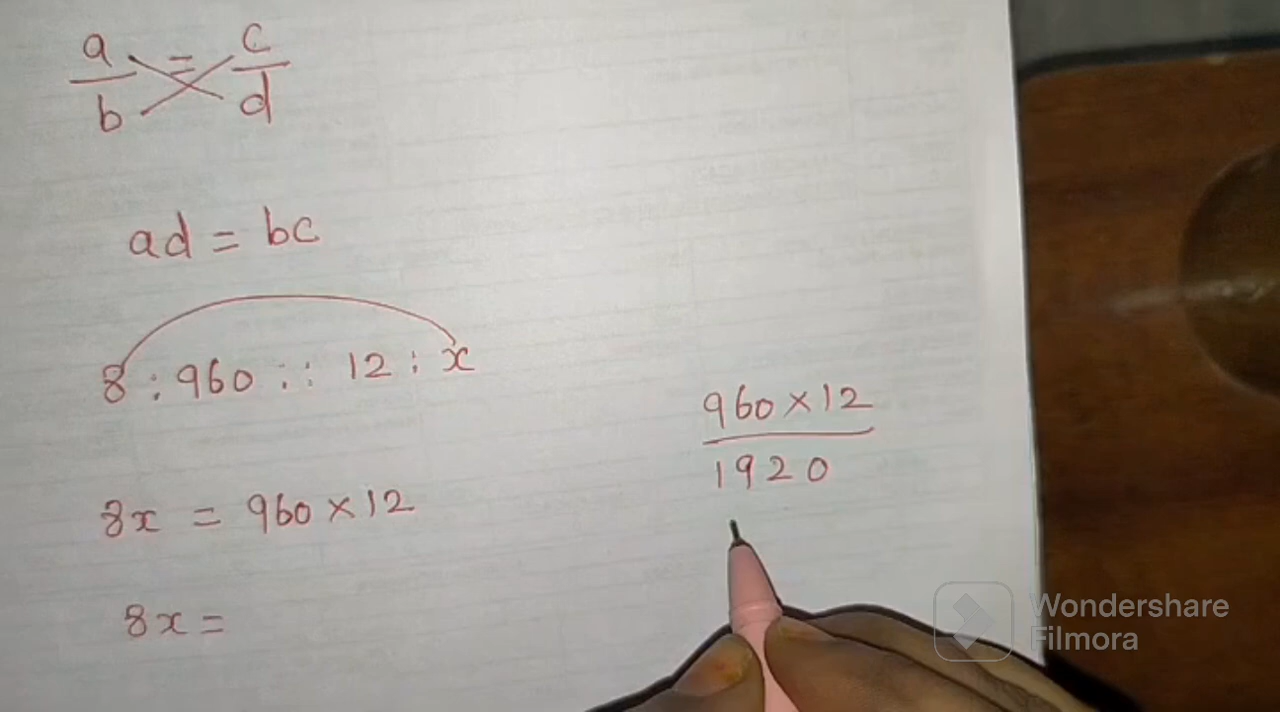 a/b = c/d
ad = bc
8 : 960 :: 12 : x
8x = 960 × 12
8x =
960 × 12
1920
Wondershare
Filmora